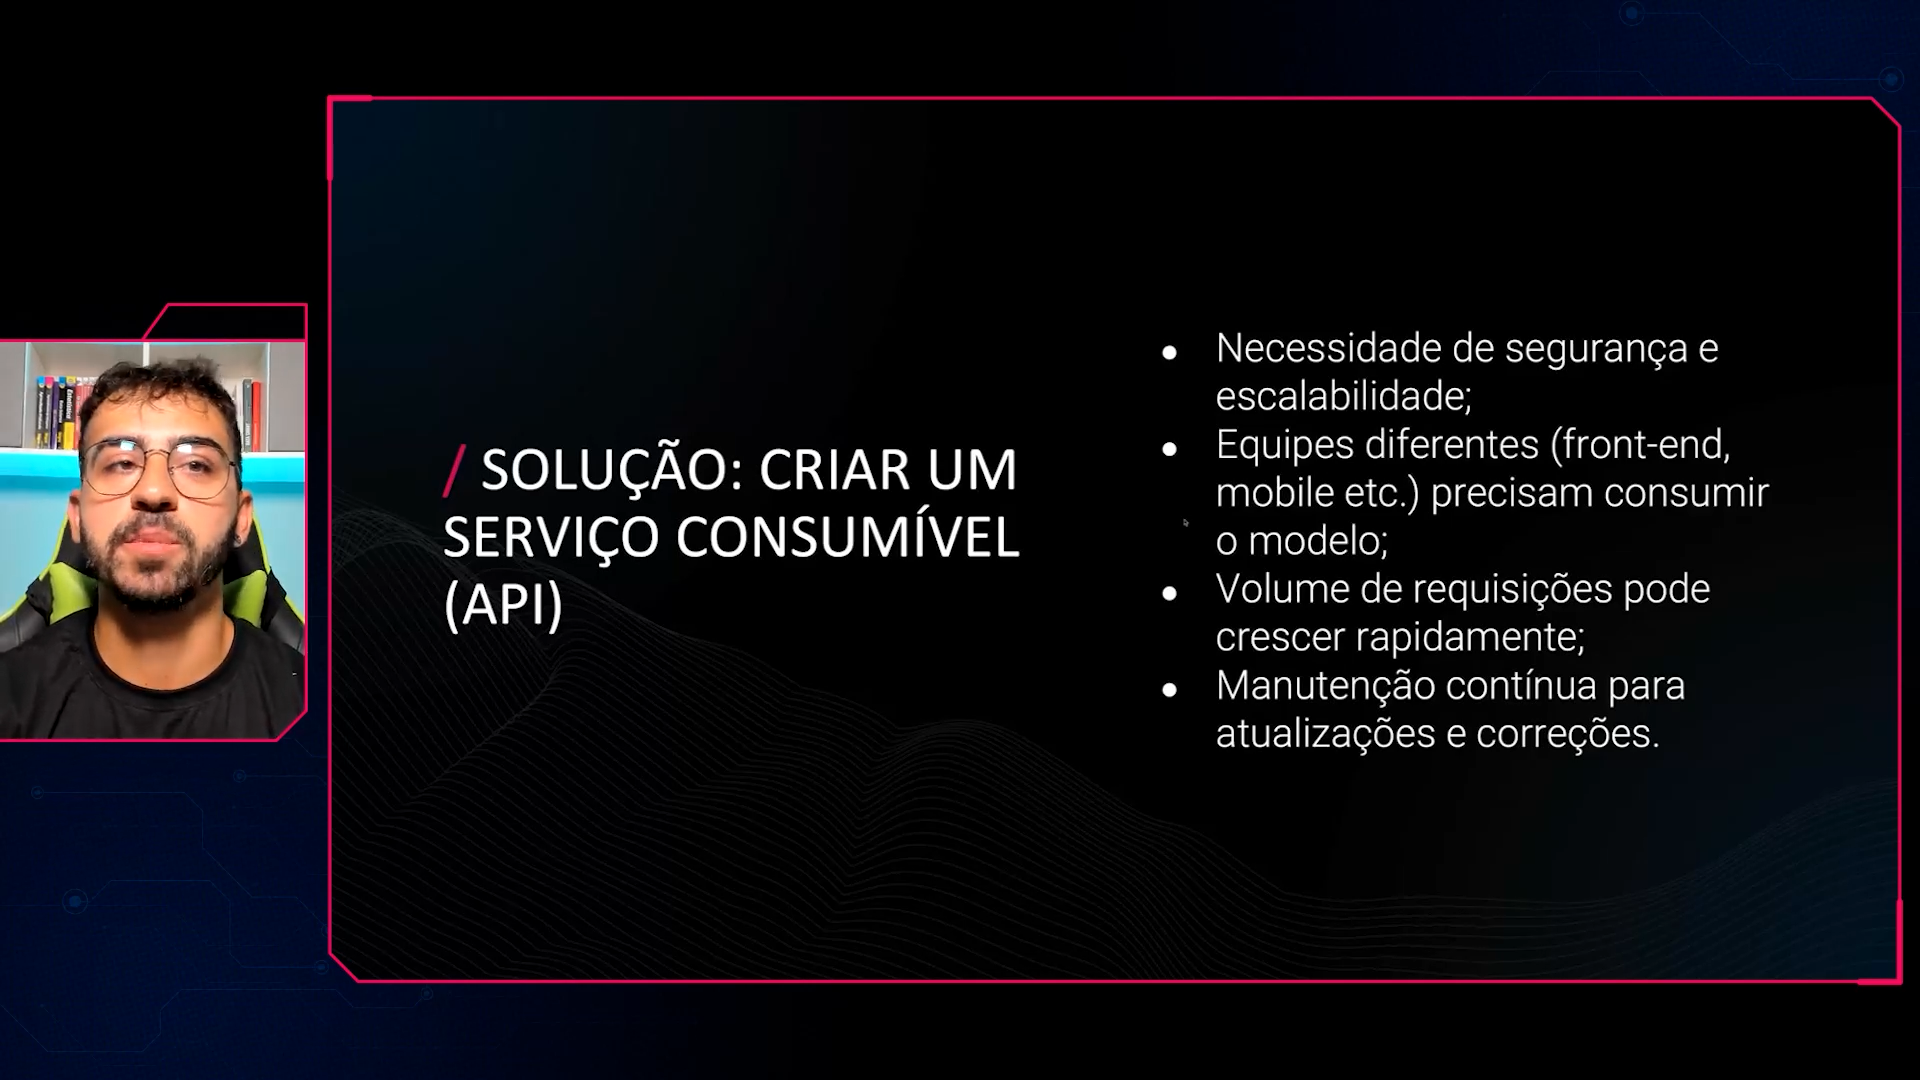 / SOLUÇÃO: CRIAR UM
SERVIÇO CONSUMÍVEL
(API)
● Necessidade de segurança e
escalabilidade;
● Equipes diferentes (front-end,
mobile etc.) precisam consumir
o modelo;
● Volume de requisições pode
crescer rapidamente;
● Manutenção contínua para
atualizações e correções.